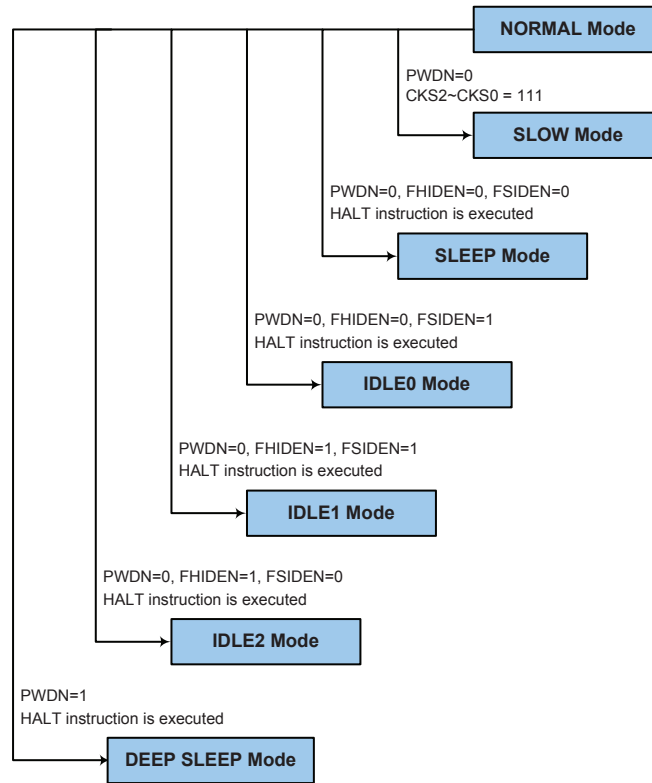 NORMAL Mode
PWDN=0
CKS2~CKS0 = 111
SLOW Mode
PWDN=0, FHIDEN=0, FSIDEN=0
HALT instruction is executed
SLEEP Mode
PWDN=0, FHIDEN=0, FSIDEN=1
HALT instruction is executed
IDLE0 Mode
PWDN=0, FHIDEN=1, FSIDEN=1
HALT instruction is executed
IDLE1 Mode
PWDN=0, FHIDEN=1, FSIDEN=0
HALT instruction is executed
IDLE2 Mode
PWDN=1
HALT instruction is executed
DEEP SLEEP Mode